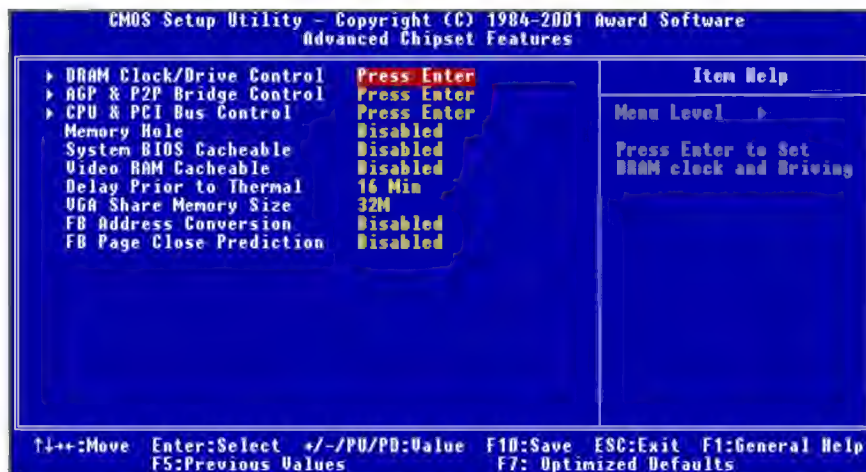 CMOS Setup Utility – Copyright (C) 1984-2001 Award Software
Advanced Chipset Features
▸ DRAM Clock/Drive Control Press Enter
▸ AGP & P2P Bridge Control Press Enter
▸ CPU & PCI Bus Control Press Enter
Memory Hole Disabled
System BIOS Cacheable Disabled
Video RAM Cacheable Disabled
Delay Prior to Thermal 16 Min
VGA Share Memory Size 32M
FB Address Conversion Disabled
FB Page Close Prediction Disabled
Item Help
Menu Level ▸
Press Enter to Set
DRAM clock and Driving
↑↓→←:Move Enter:Select +/-/PU/PD:Value F10:Save ESC:Exit F1:General Help
F5:Previous Values F7: Optimized Defaults